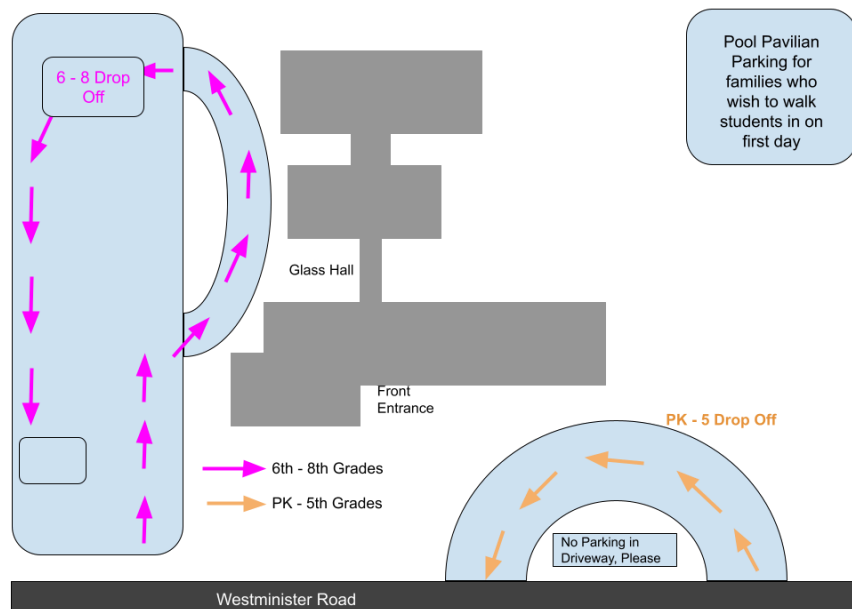 6 - 8 Drop
Off
Pool Pavilian
Parking for
families who
wish to walk
students in on
first day
Glass Hall
Front
Entrance
PK - 5 Drop Off
6th - 8th Grades
PK - 5th Grades
No Parking in
Driveway, Please
Westminister Road